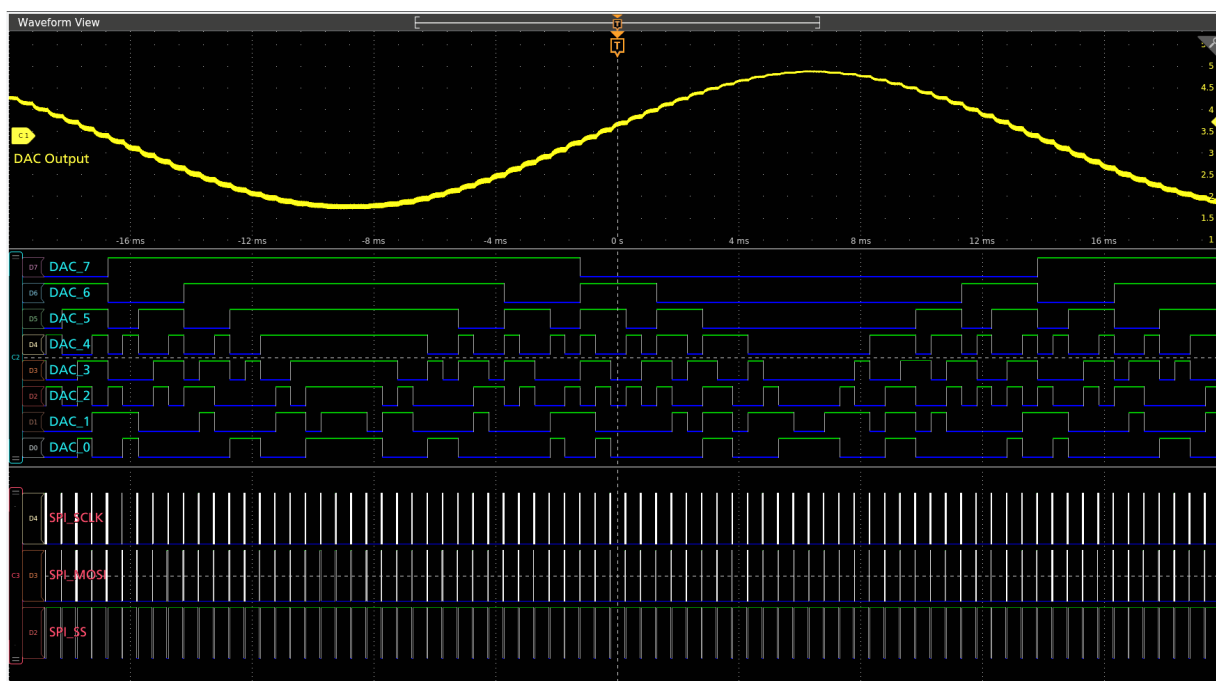 Waveform View
T
T
5
4.5
4
C 1
3.5
DAC Output
3
2.5
2
1.5
-16 ms -12 ms -8 ms -4 ms 0 s 4 ms 8 ms 12 ms 16 ms 1
D7 DAC_7
D6 DAC_6
D5 DAC_5
D4 DAC_4
C2
D3 DAC_3
D2 DAC_2
D1 DAC_1
D0 DAC_0
D4 SPI_SCLK
C3 D3 SPI_MOSI
D2 SPI_SS